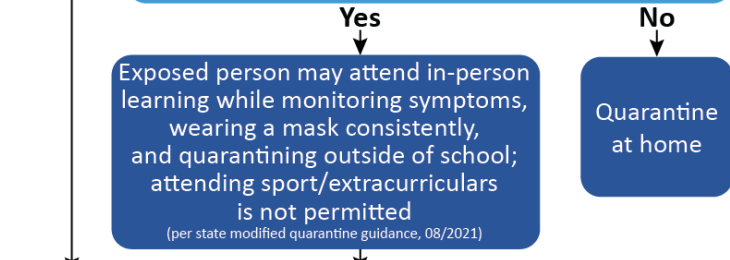 Yes
No
Exposed person may attend in-person
learning while monitoring symptoms,
wearing a mask consistently,
and quarantining outside of school;
attending sport/extracurriculars
is not permitted
(per state modified quarantine guidance, 08/2021)
Quarantine
at home